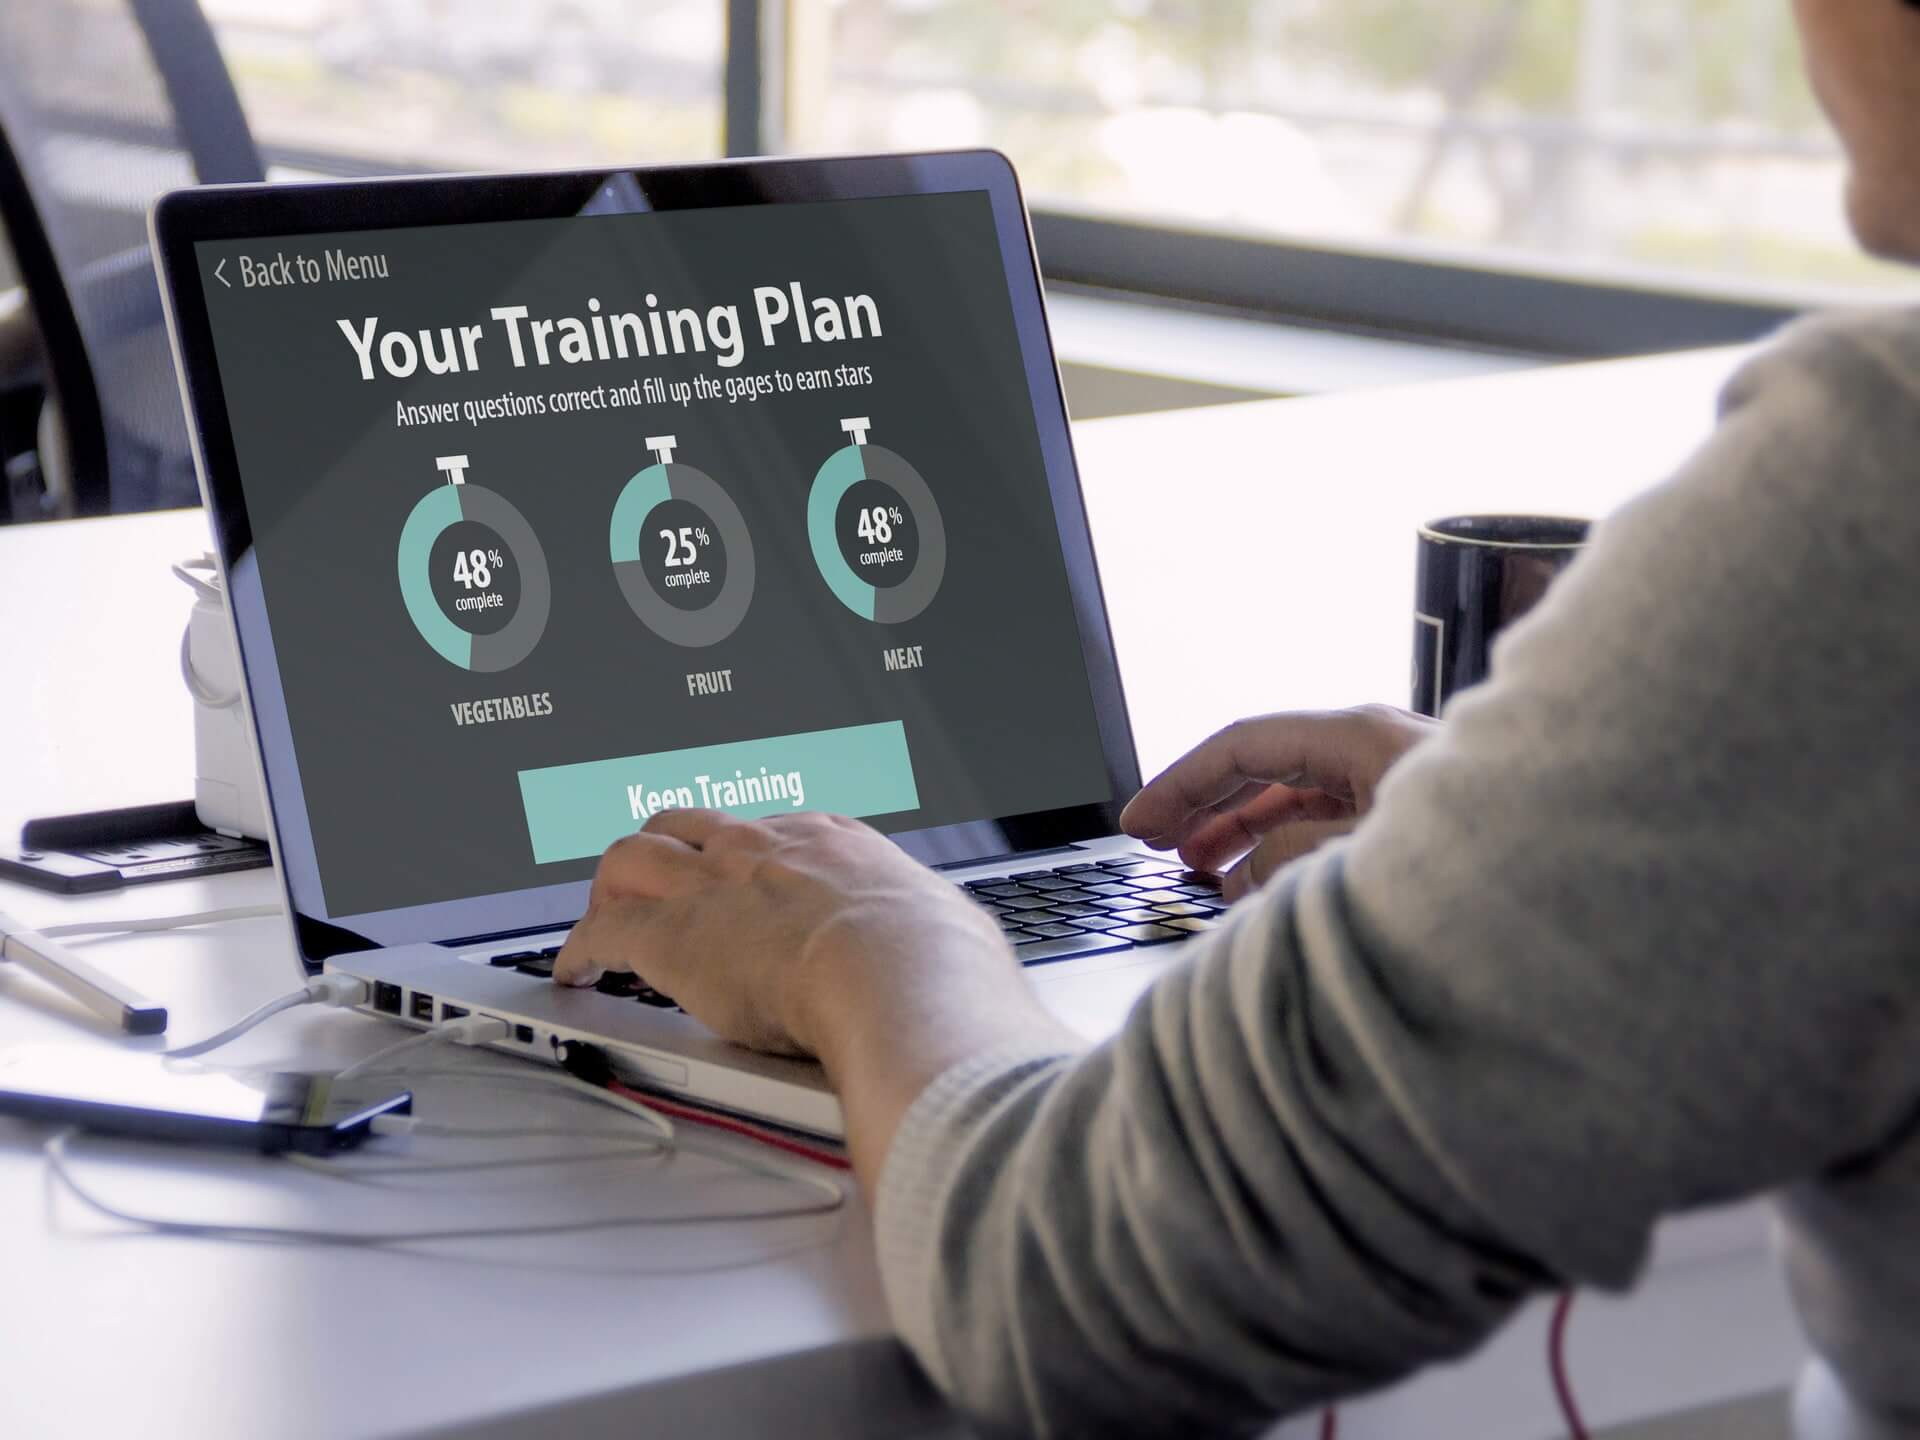 < Back to Menu
Your Training Plan
Answer questions correct and fill up the gages to earn stars
48%
complete
25%
complete
48%
complete
VEGETABLES
FRUIT
MEAT
Keep Training